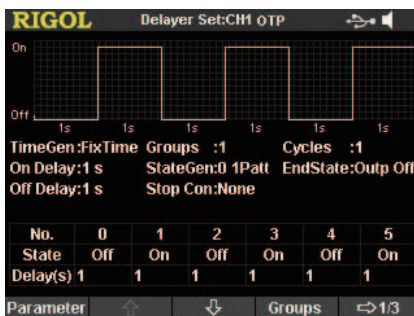 RIGOL Delayer Set:CH1 OTP
On
Off
1s 1s 1s 1s 1s 1s
TimeGen:FixTime Groups :1 Cycles :1
On Delay:1 s StateGen:0 1Patt EndState:Outp Off
Off Delay:1 s Stop Con:None
No. 0 1 2 3 4 5
State Off On Off On Off On
Delay(s) 1 1 1 1 1 1
Parameter Groups 1/3